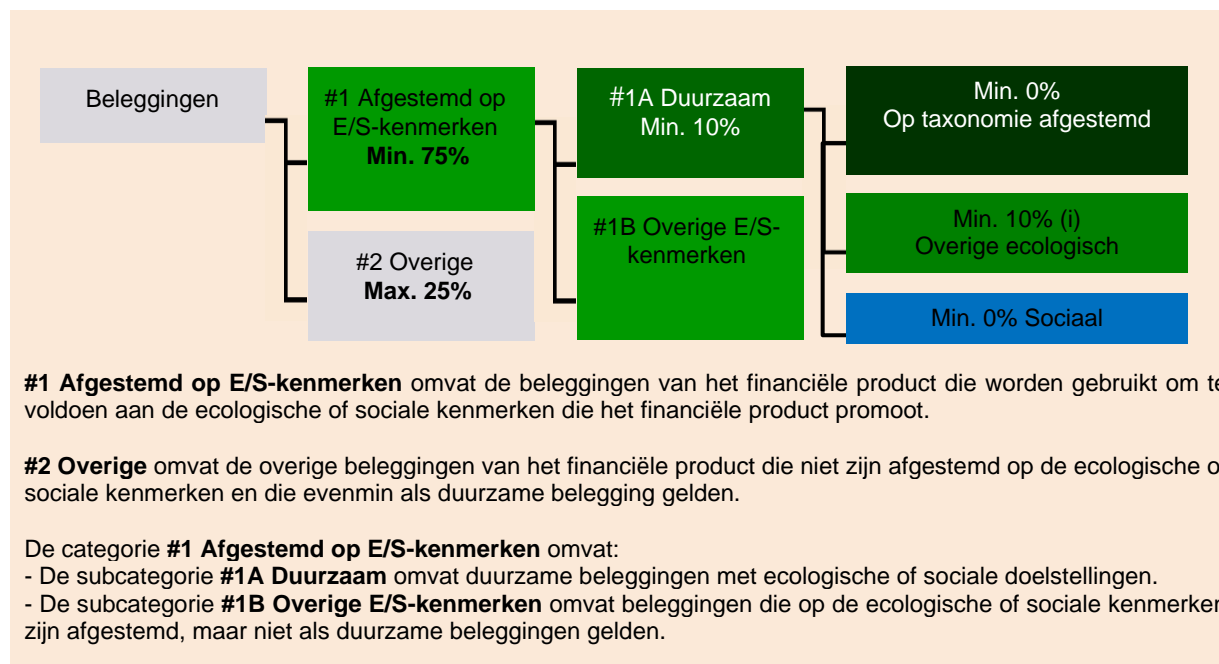 Beleggingen
#1 Afgestemd op
E/S-kenmerken
Min. 75%
#2 Overige
Max. 25%
#1A Duurzaam
Min. 10%
#1B Overige E/S-
kenmerken
Min. 0%
Op taxonomie afgestemd
Min. 10% (i)
Overige ecologisch
Min. 0% Sociaal
#1 Afgestemd op E/S-kenmerken omvat de beleggingen van het financiële product die worden gebruikt om te
voldoen aan de ecologische of sociale kenmerken die het financiële product promoot.
#2 Overige omvat de overige beleggingen van het financiële product die niet zijn afgestemd op de ecologische o
sociale kenmerken en die evenmin als duurzame belegging gelden.
De categorie #1 Afgestemd op E/S-kenmerken omvat:
- De subcategorie #1A Duurzaam omvat duurzame beleggingen met ecologische of sociale doelstellingen.
- De subcategorie #1B Overige E/S-kenmerken omvat beleggingen die op de ecologische of sociale kenmerken
zijn afgestemd, maar niet als duurzame beleggingen gelden.